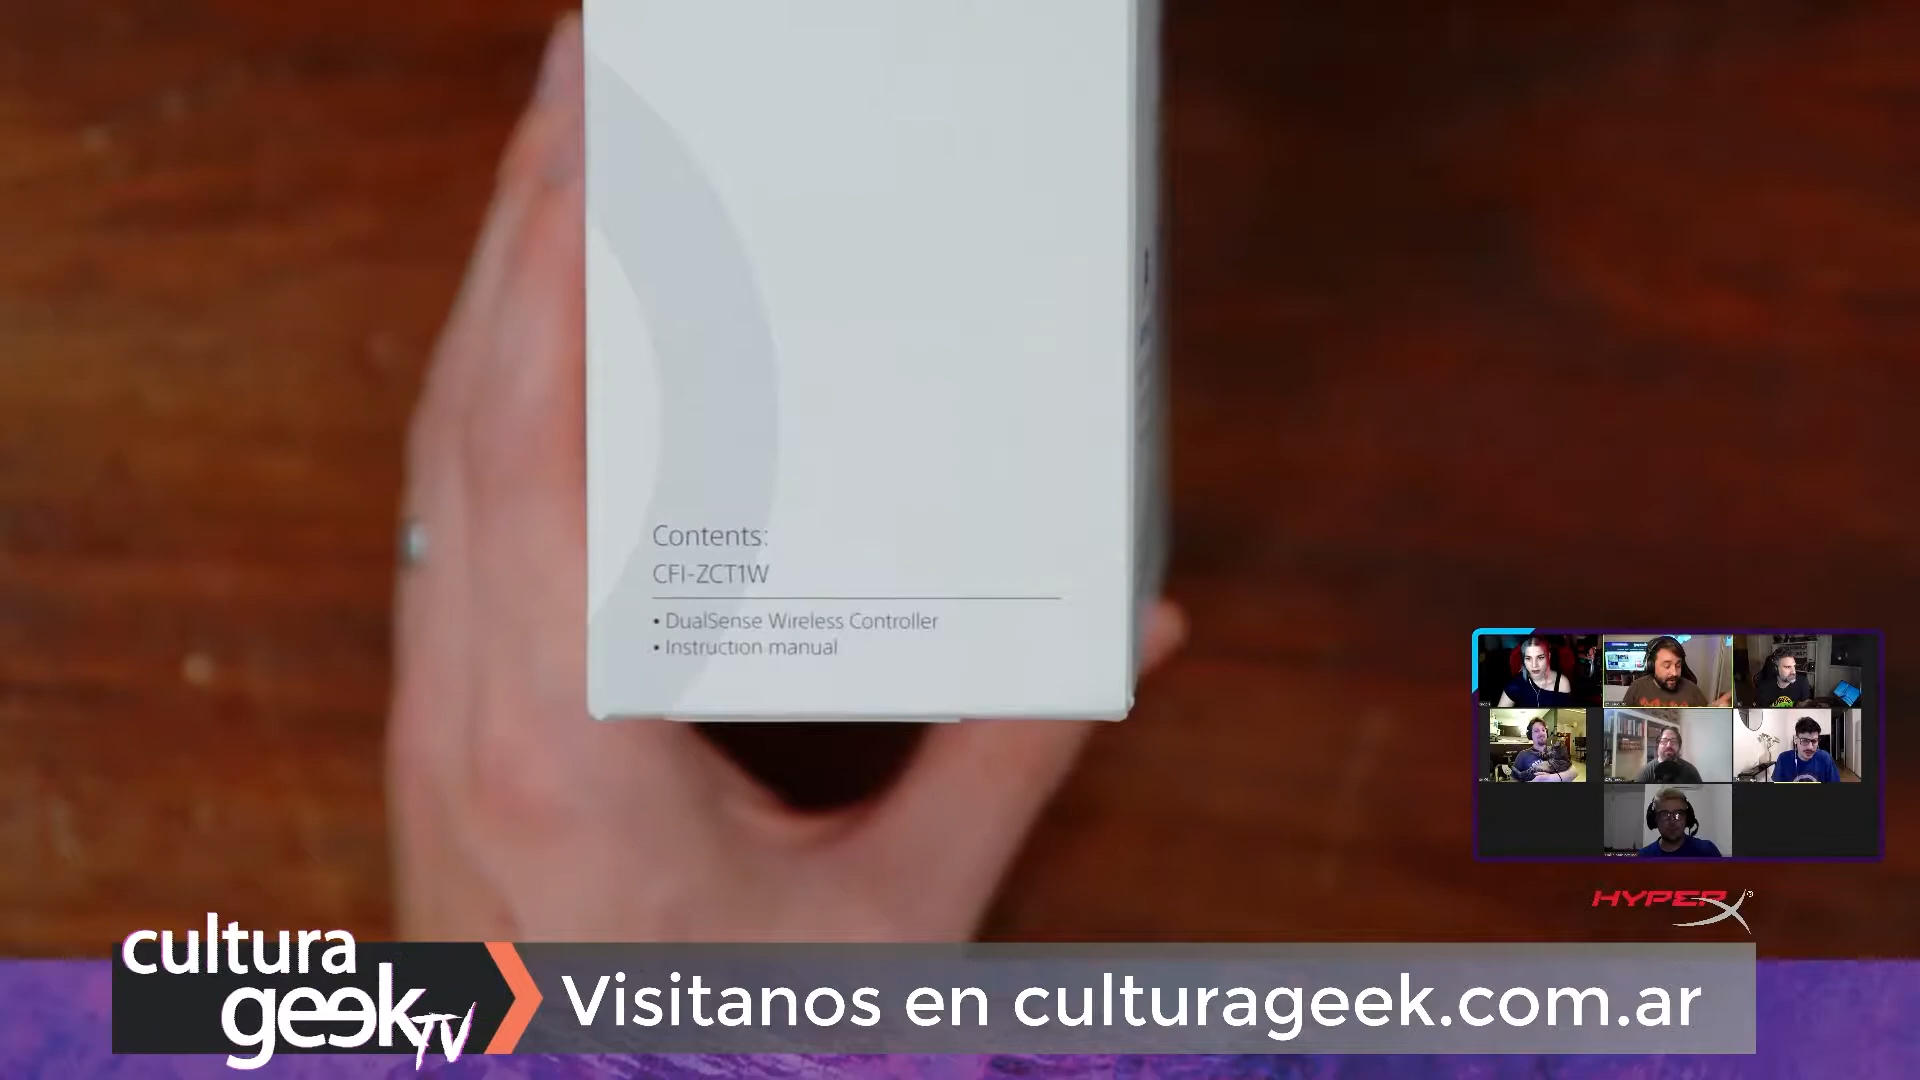 Contents:
CFI-ZCT1W
• DualSense Wireless Controller
• Instruction manual
HYPERX
cultura
geek TV
Visitanos en culturageek.com.ar